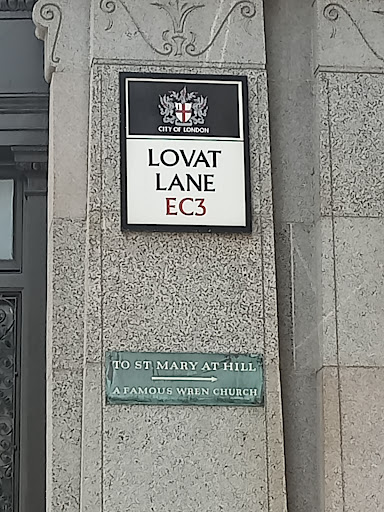 CITY OF LONDON
LOVAT
LANE
EC3
TO ST MARY AT HILL
A FAMOUS WREN CHURCH